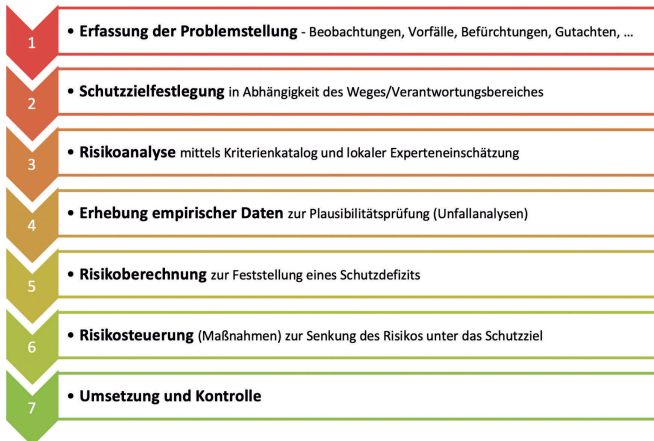 1 • Erfassung der Problemstellung - Beobachtungen, Vorfälle, Befürchtungen, Gutachten, ...
2 • Schutzzielfestlegung in Abhängigkeit des Weges/Verantwortungsbereiches
3 • Risikoanalyse mittels Kriterienkatalog und lokaler Experteneinschätzung
4 • Erhebung empirischer Daten zur Plausibilitätsprüfung (Unfallanalysen)
5 • Risikoberechnung zur Feststellung eines Schutzdefizits
6 • Risikosteuerung (Maßnahmen) zur Senkung des Risikos unter das Schutzziel
7 • Umsetzung und Kontrolle